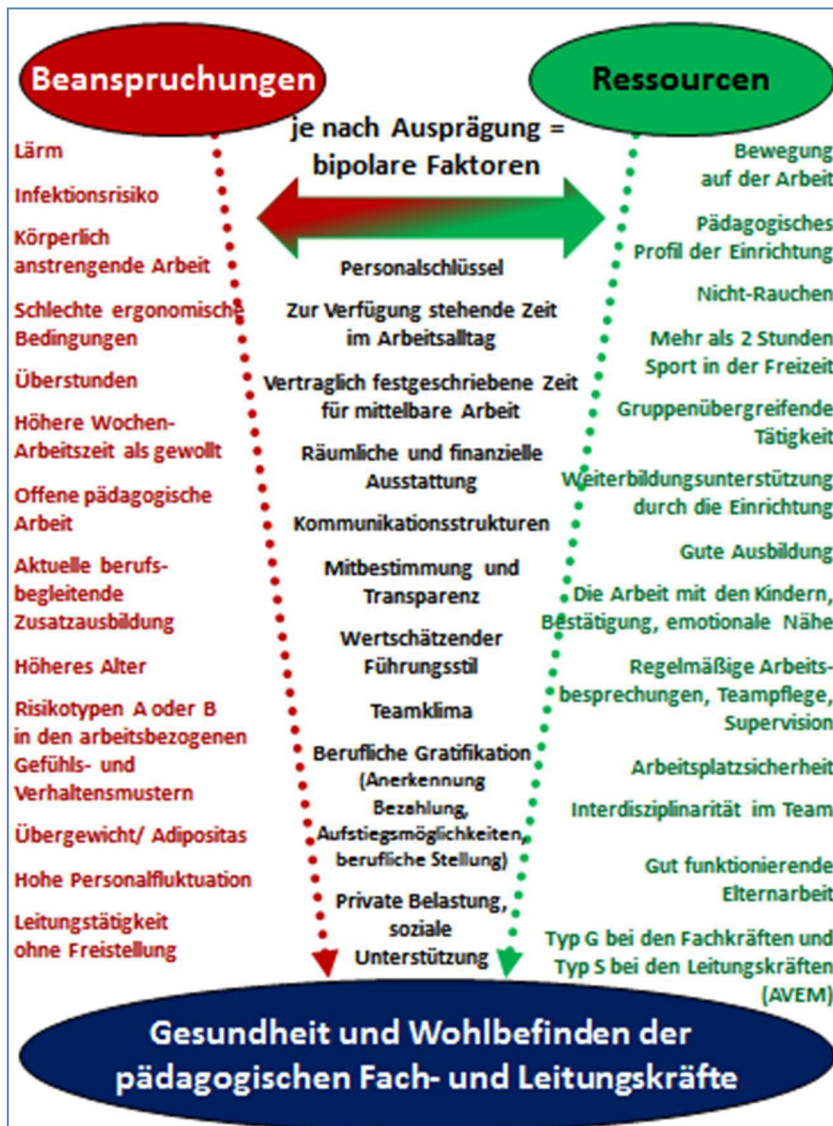 Beanspruchungen
Ressourcen
je nach Ausprägung =
bipolare Faktoren
Lärm
Infektionsrisiko
Körperlich
anstrengende Arbeit
Schlechte ergonomische
Bedingungen
Überstunden
Höhere Wochen-
Arbeitszeit als gewollt
Offene pädagogische
Arbeit
Aktuelle berufs-
begleitende
Zusatzausbildung
Höheres Alter
Risikotypen A oder B
in den arbeitsbezogenen
Gefühls- und
Verhaltensmustern
Übergewicht/ Adipositas
Hohe Personalfluktuation
Leitungstätigkeit
ohne Freistellung
Personalschlüssel
Zur Verfügung stehende Zeit
im Arbeitsalltag
Vertraglich festgeschriebene Zeit
für mittelbare Arbeit
Räumliche und finanzielle
Ausstattung
Kommunikationsstrukturen
Mitbestimmung und
Transparenz
Wertschätzender
Führungsstil
Teamklima
Berufliche Gratifikation
(Anerkennung
Bezahlung,
Aufstiegsmöglichkeiten,
berufliche Stellung)
Private Belastung,
soziale
Unterstützung
Bewegung
auf der Arbeit
Pädagogisches
Profil der Einrichtung
Nicht-Rauchen
Mehr als 2 Stunden
Sport in der Freizeit
Gruppenübergreifende
Tätigkeit
Weiterbildungsunterstützung
durch die Einrichtung
Gute Ausbildung
Die Arbeit mit den Kindern,
Bestätigung, emotionale Nähe
Regelmäßige Arbeits-
besprechungen, Teampflege,
Supervision
Arbeitsplatzsicherheit
Interdisziplinarität im Team
Gut funktionierende
Elternarbeit
Typ G bei den Fachkräften und
Typ S bei den Leitungskräften
(AVEM)
Gesundheit und Wohlbefinden der
pädagogischen Fach- und Leitungskräfte